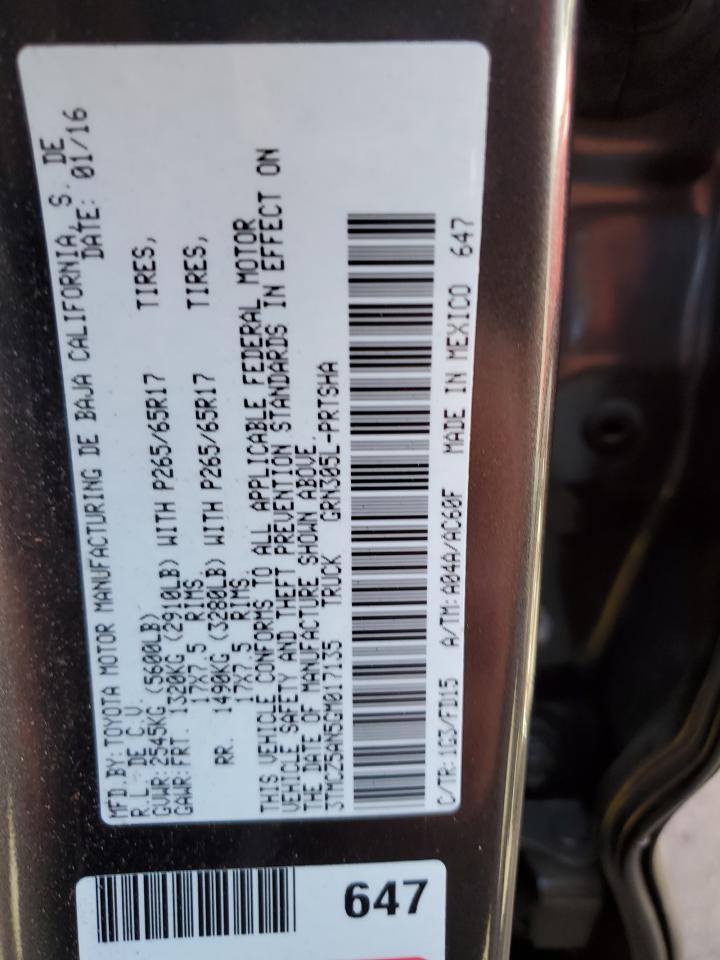 MFD.BY:TOYOTA MOTOR MANUFACTURING DE BAJA CALIFORNIA, S. DE
R.L. DE C.V. DATE: 01/16
GVWR:2545KG (5600LB)
GAWR:FRT. 1320KG (2910LB) WITH P265/65R17 TIRES,
17X7.5 RIMS.
RR. 1490KG (3280LB) WITH P265/65R17 TIRES,
17X7.5 RIMS.
THIS VEHICLE CONFORMS TO ALL APPLICABLE FEDERAL MOTOR
VEHICLE SAFETY AND THEFT PREVENTION STANDARDS IN EFFECT ON
THE DATE OF MANUFACTURE SHOWN ABOVE.
3TMCZ5AN5GM017135 TRUCK GRN305L-PRTSHA
C/TR:1G3/FD15 A/TM:A04A/AC60F MADE IN MEXICO 647
647